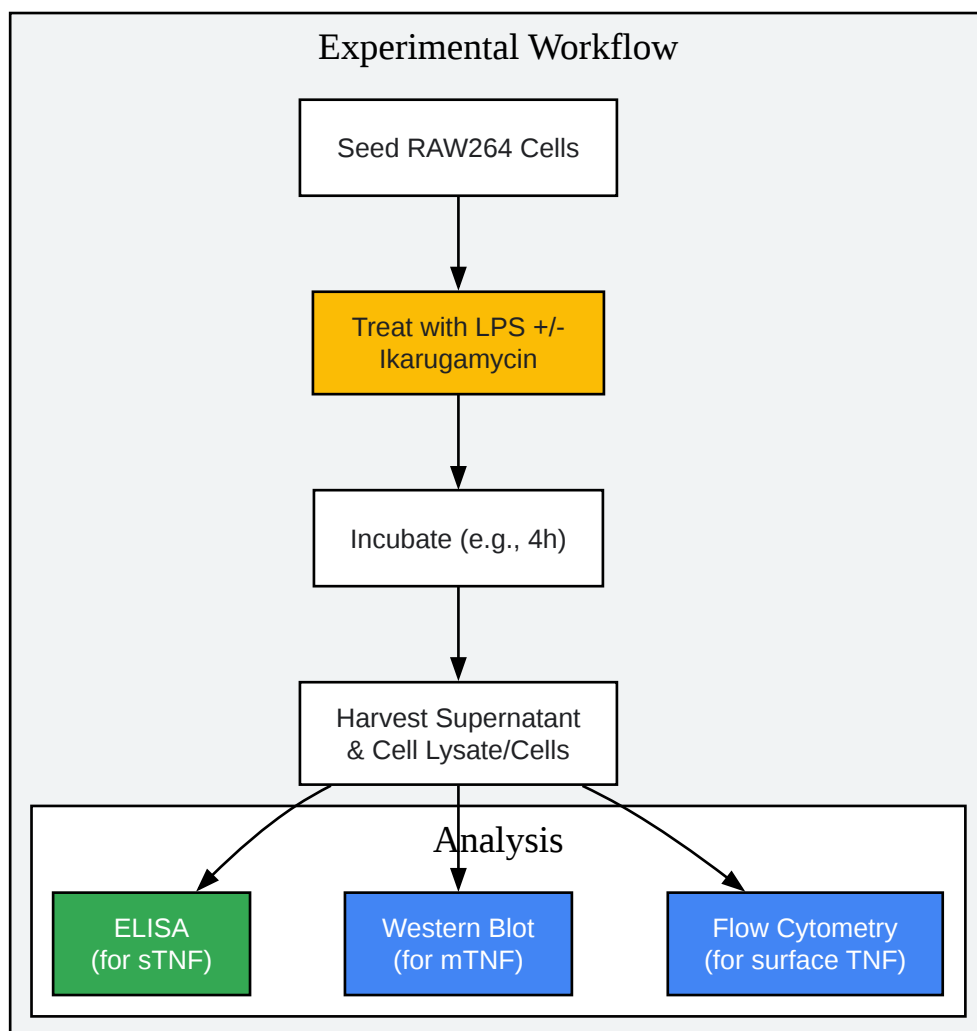 Experimental Workflow
Seed RAW264 Cells
Treat with LPS +/-
Ikarugamycin
Incubate (e.g., 4h)
Harvest Supernatant
& Cell Lysate/Cells
Analysis
ELISA
(for sTNF)
Western Blot
(for mTNF)
Flow Cytometry
(for surface TNF)